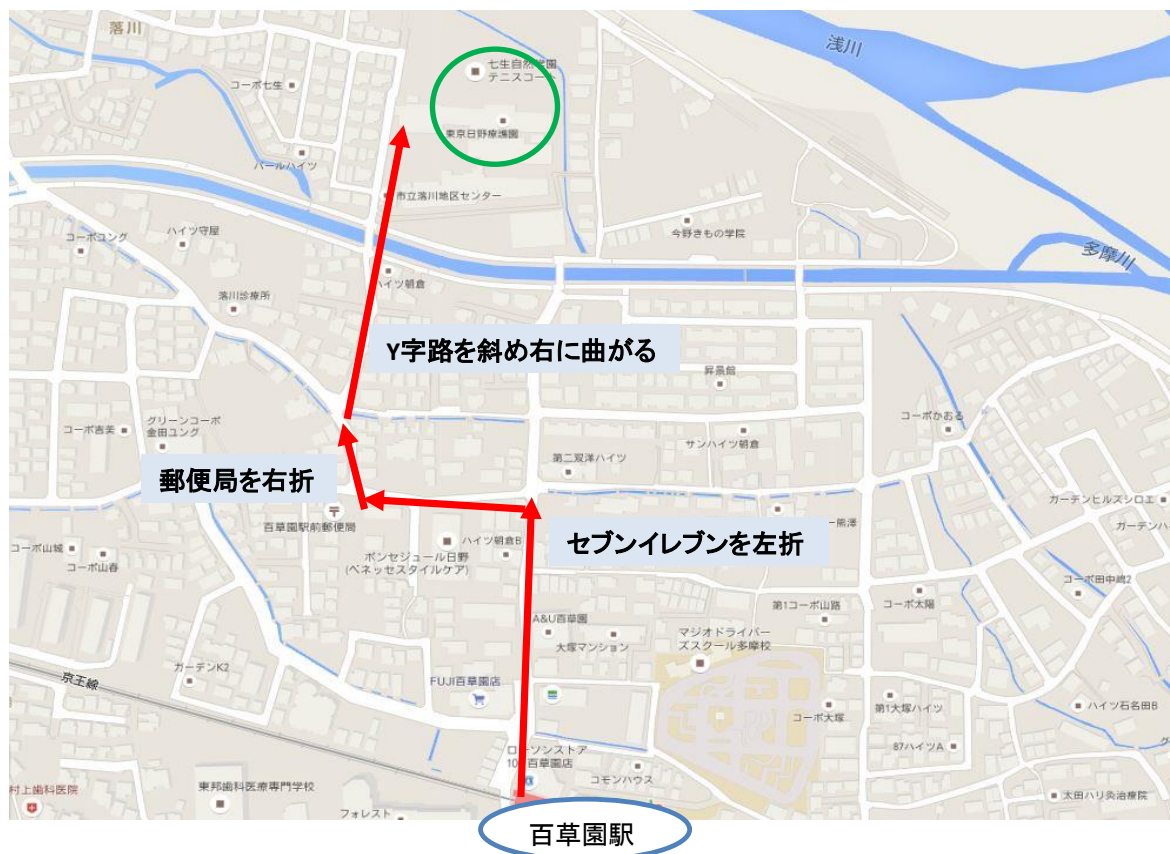 落川
浅川
七生自然学園
テニスコート
コーポ七生
東京日野療護園
パールハイツ
市立落川地区センター
ハイツ守屋
コーポユング
今野きもの学院
多摩川
ハイツ朝倉
落川診療所
Y字路を斜め右に曲がる
昇景館
グリーンコーポ
金田ユング
コーポ吉美
コーポかおる
サンハイツ朝倉
第二双洋ハイツ
郵便局を右折
ガーデンヒルズシロエ
百草園駅前郵便局
ー熊澤
ガーデンハ
ハイツ朝倉B
セブンイレブンを左折
コーポ山城
コーポ山春
ボンセジュール日野
(ベネッセスタイルケア)
コーポ田中嶋2
第1コーポ山路
コーポ太陽
A&U百草園
大塚マンション
マジオドライバー
ズスクール多摩校
ガーデンK2
京王線
FUJI百草園店
コーポ大塚
第1大塚ハイツ
ハイツ石名田B
87ハイツA
ローソンストア
100百草園店
コモンハウス
東邦歯科医療専門学校
村上歯科医院
フォレスト
太田ハリ灸治療院
百草園駅